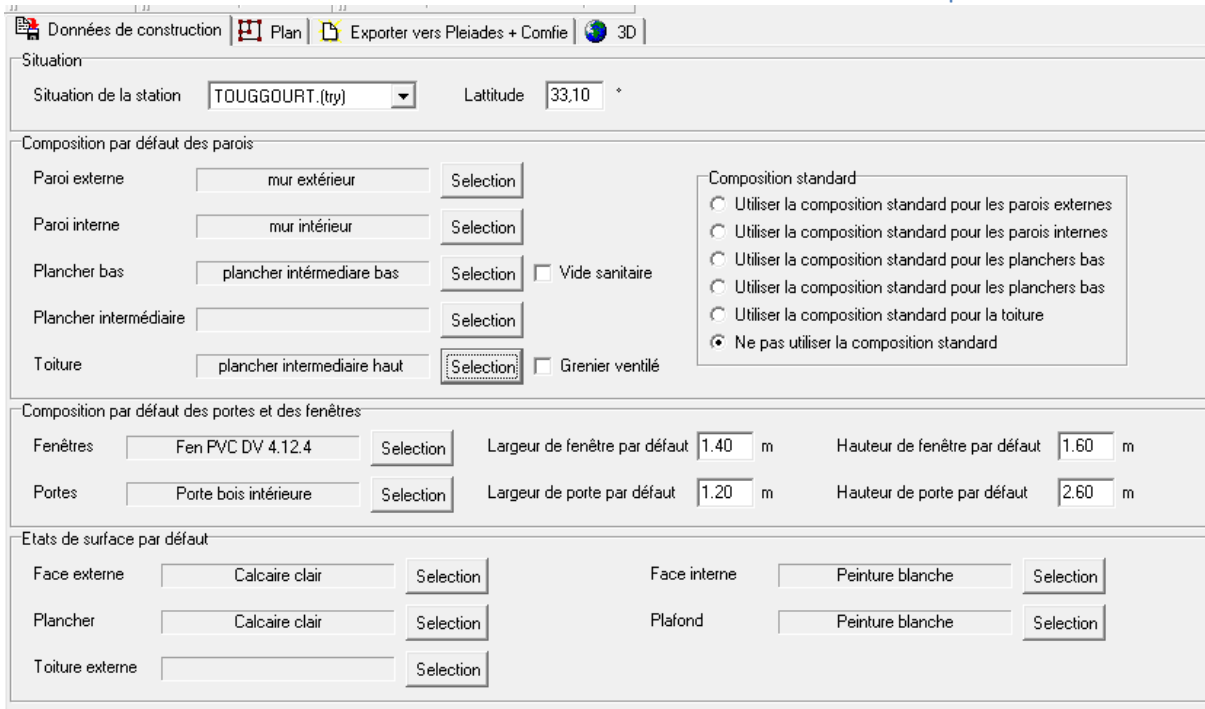 Données de construction Plan Exporter vers Pleiades + Comfie 3D
Situation
Situation de la station TOUGGOURT.(try) Lattitude 33,10 °
Composition par défaut des parois
Paroi externe mur extérieur Selection
Paroi interne mur intérieur Selection
Plancher bas plancher intérmediare bas Selection Vide sanitaire
Plancher intermédiaire Selection
Toiture plancher intermediaire haut Selection Grenier ventilé
Composition standard
Utiliser la composition standard pour les parois externes
Utiliser la composition standard pour les parois internes
Utiliser la composition standard pour les planchers bas
Utiliser la composition standard pour les planchers bas
Utiliser la composition standard pour la toiture
Ne pas utiliser la composition standard
Composition par défaut des portes et des fenêtres
Fenêtres Fen PVC DV 4.12.4 Selection Largeur de fenêtre par défaut 1.40 m Hauteur de fenêtre par défaut 1.60 m
Portes Porte bois intérieure Selection Largeur de porte par défaut 1.20 m Hauteur de porte par défaut 2.60 m
Etats de surface par défaut
Face externe Calcaire clair Selection Face interne Peinture blanche Selection
Plancher Calcaire clair Selection Plafond Peinture blanche Selection
Toiture externe Selection